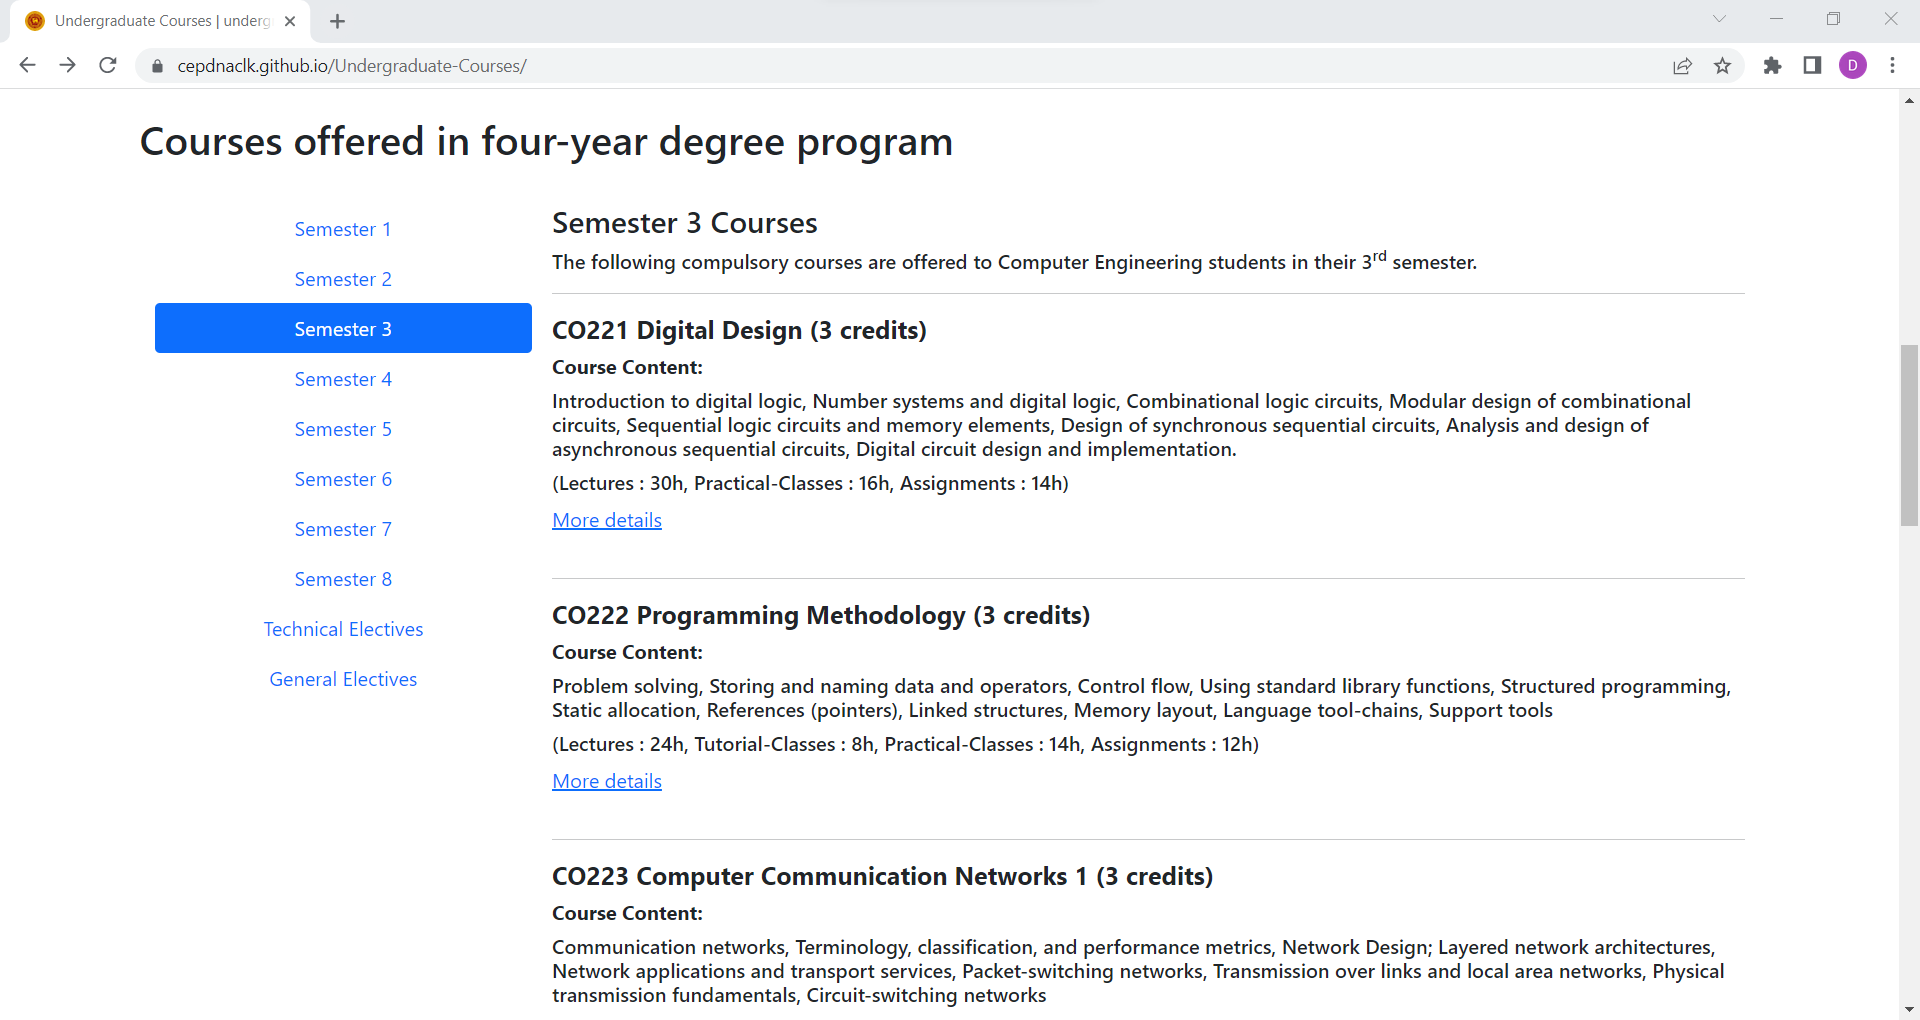 Undergraduate Courses | underg
cepdnaclk.github.io/Undergraduate-Courses/
D
Courses offered in four-year degree program
Semester 1
Semester 2
Semester 3
Semester 4
Semester 5
Semester 6
Semester 7
Semester 8
Technical Electives
General Electives
Semester 3 Courses
The following compulsory courses are offered to Computer Engineering students in their 3rd semester.
CO221 Digital Design (3 credits)
Course Content:
Introduction to digital logic, Number systems and digital logic, Combinational logic circuits, Modular design of combinational
circuits, Sequential logic circuits and memory elements, Design of synchronous sequential circuits, Analysis and design of
asynchronous sequential circuits, Digital circuit design and implementation.
(Lectures : 30h, Practical-Classes : 16h, Assignments : 14h)
More details
CO222 Programming Methodology (3 credits)
Course Content:
Problem solving, Storing and naming data and operators, Control flow, Using standard library functions, Structured programming,
Static allocation, References (pointers), Linked structures, Memory layout, Language tool-chains, Support tools
(Lectures : 24h, Tutorial-Classes : 8h, Practical-Classes : 14h, Assignments : 12h)
More details
CO223 Computer Communication Networks 1 (3 credits)
Course Content:
Communication networks, Terminology, classification, and performance metrics, Network Design; Layered network architectures,
Network applications and transport services, Packet-switching networks, Transmission over links and local area networks, Physical
transmission fundamentals, Circuit-switching networks